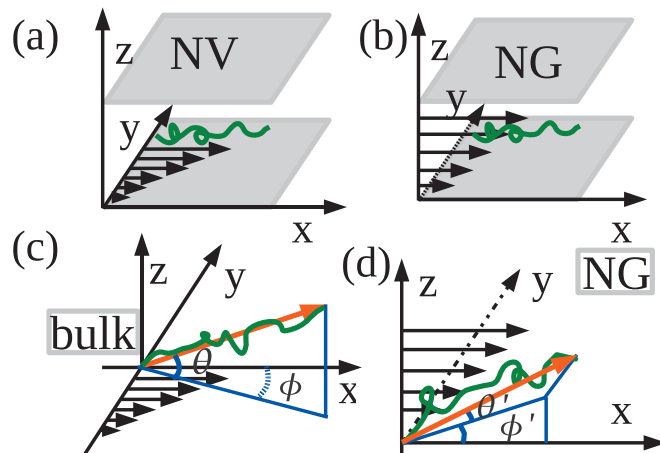 (a)
z
NV
y
x
(b)
z
NG
y
x
(c)
z
y
bulk
θ
ϕ
x
(d)
z
y
NG
θ'
ϕ'
x